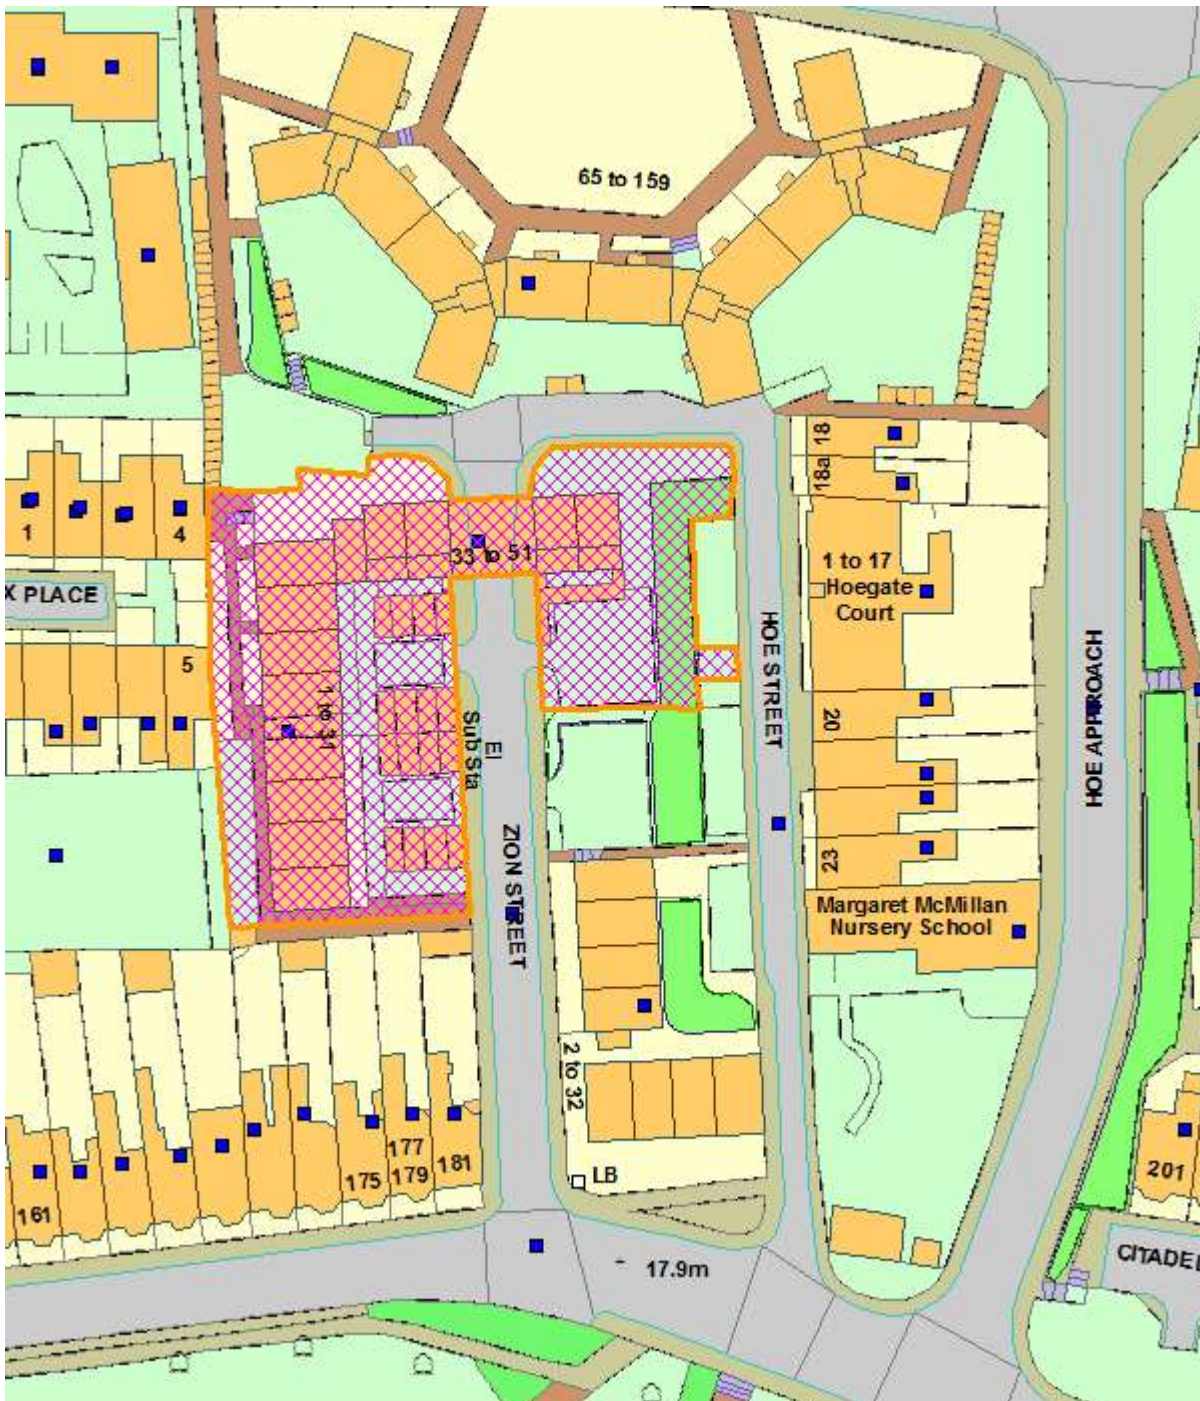 65 to 159
18
18a
1
4
33 to 51
1 to 17
Hoegate
Court
X PLACE
HOE STREET
5
1 to 31
20
HOE APPROACH
El
Sub Sta
ZION STREET
23
Margaret McMillan
Nursery School
2 to 32
177
175
179
181
LB
161
201
17.9m
CITADEL